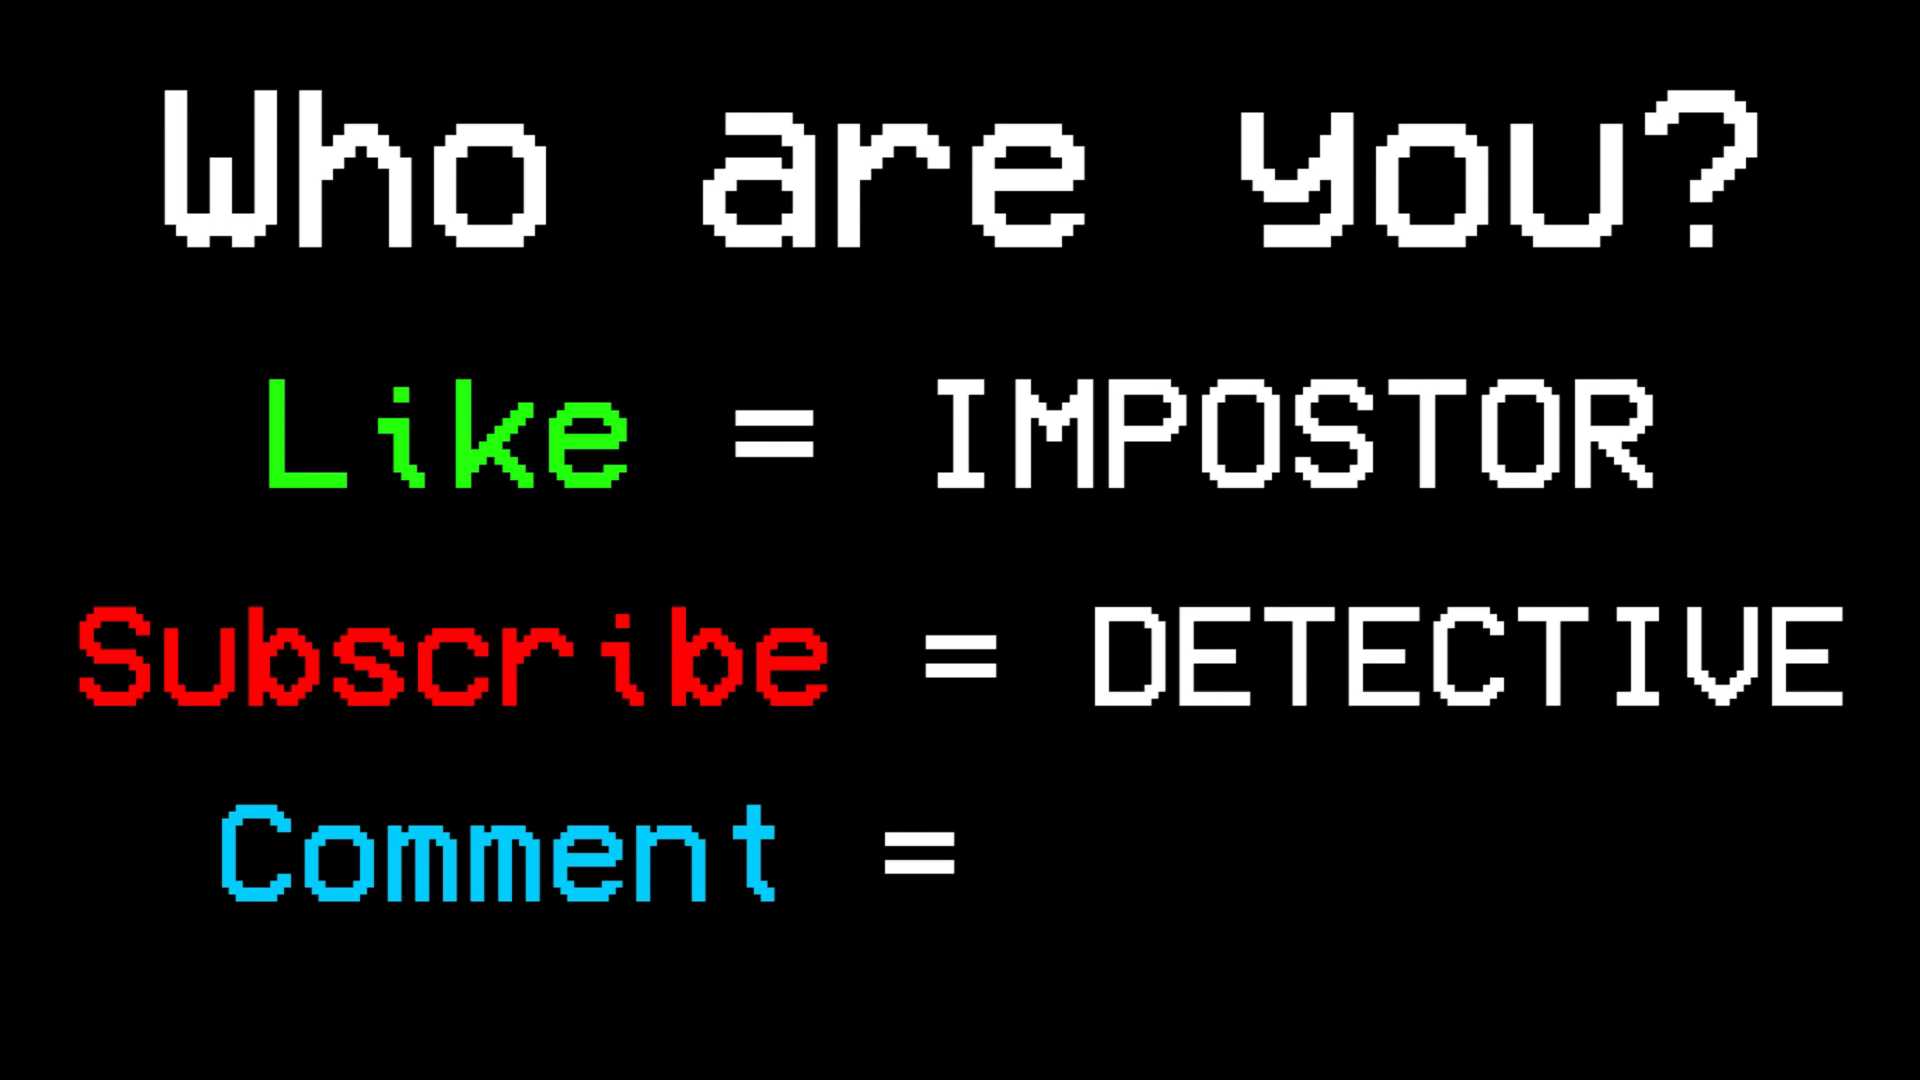 Who are you?
Like = IMPOSTOR
Subscribe = DETECTIVE
Comment =